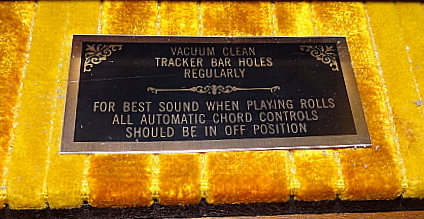 VACUUM CLEAN
TRACKER BAR HOLES
REGULARLY
FOR BEST SOUND WHEN PLAYING ROLLS
ALL AUTOMATIC CHORD CONTROLS
SHOULD BE IN OFF POSITION